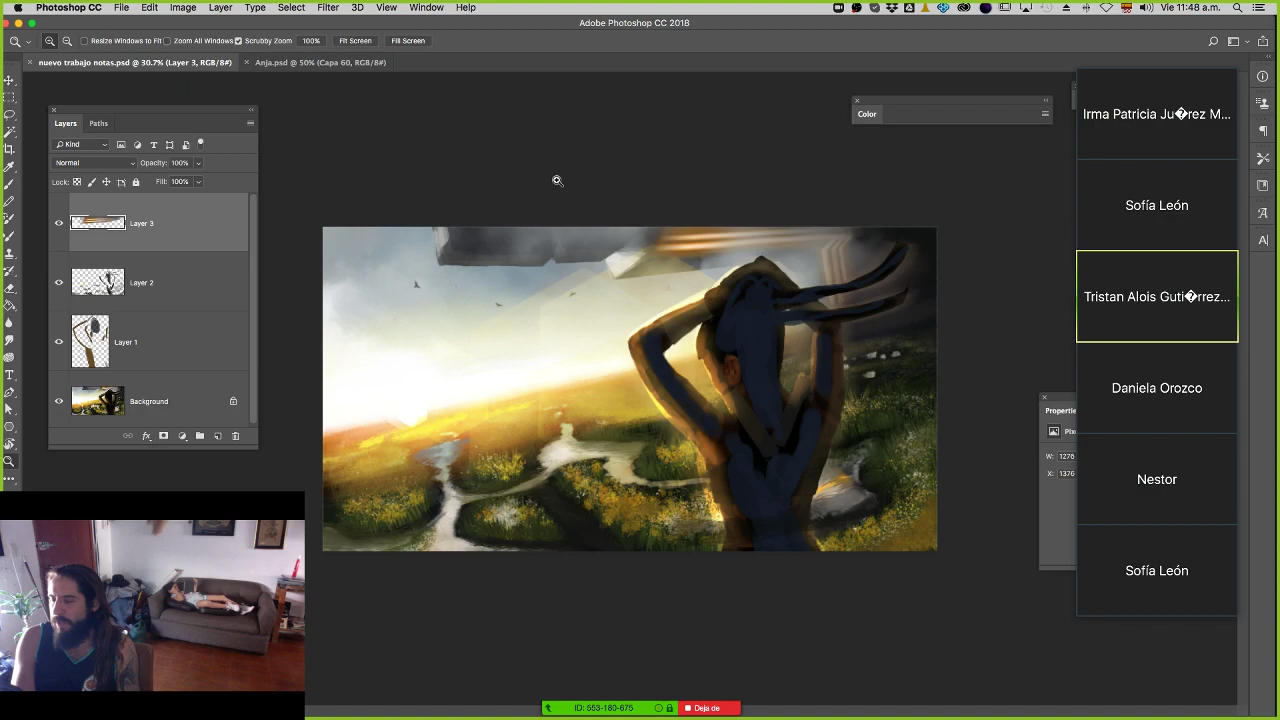 Photoshop CC File Edit Image Layer Type Select Filter 3D View Window Help Vie 11:48 a.m.
Adobe Photoshop CC 2018
Resize Windows to Fit Zoom All Windows Scrubby Zoom 100% Fit Screen Fill Screen
nuevo trabajo notas.psd @ 30.7% (Layer 3, RGB/8#) Anja.psd @ 50% (Capa 60, RGB/8#)
Layers Paths
Kind
Normal Opacity: 100%
Lock: Fill: 100%
Layer 3
Layer 2
Layer 1
Background
Color
Properties
W: 1276
X: 1376
Irma Patricia Ju�rez M...
Sofía León
Tristan Alois Guti�rrez...
Daniela Orozco
Nestor
Sofía León
ID: 553-180-675 Deja de